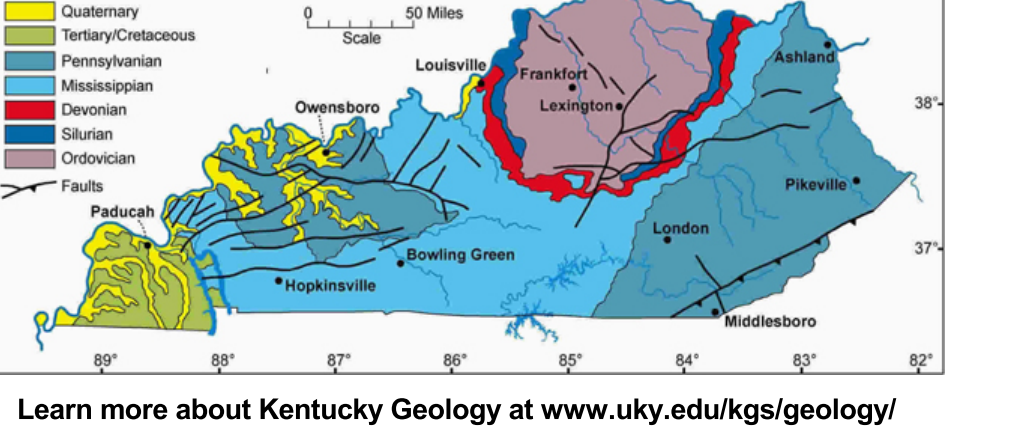 Quaternary
Tertiary/Cretaceous
Pennsylvanian
Mississippian
Devonian
Silurian
Ordovician
Faults
0 50 Miles
Scale
Louisville
Frankfort
Lexington
Ashland
Owensboro
38°
Pikeville
Paducah
London
37°
Bowling Green
Hopkinsville
Middlesboro
89° 88° 87° 86° 85° 84° 83° 82°
Learn more about Kentucky Geology at www.uky.edu/kgs/geology/